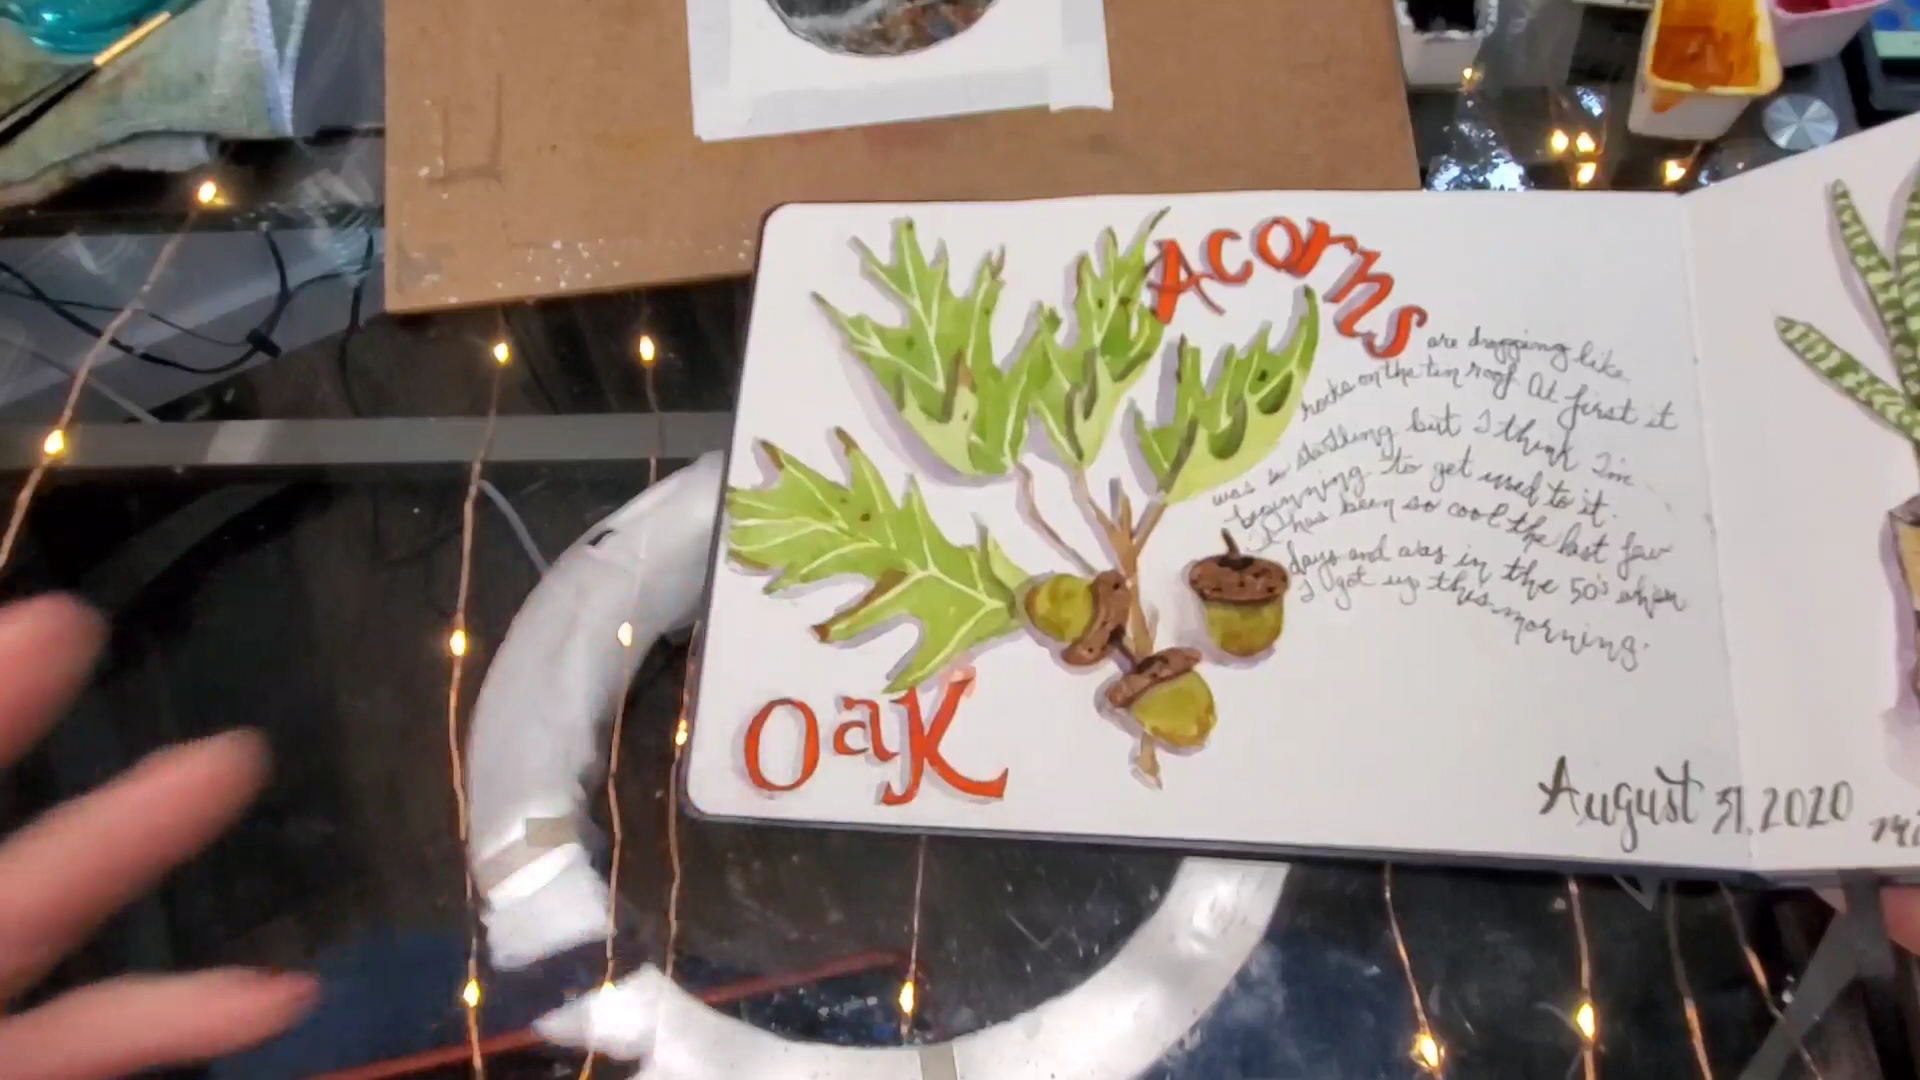 Acorns
are dropping like
rocks on the tin roof. At first it
was so startling but I think I'm
beginning to get used to it.
It has been so cool the last few
days and was in the 50's when
I got up this morning.
Oak
August 31, 2020